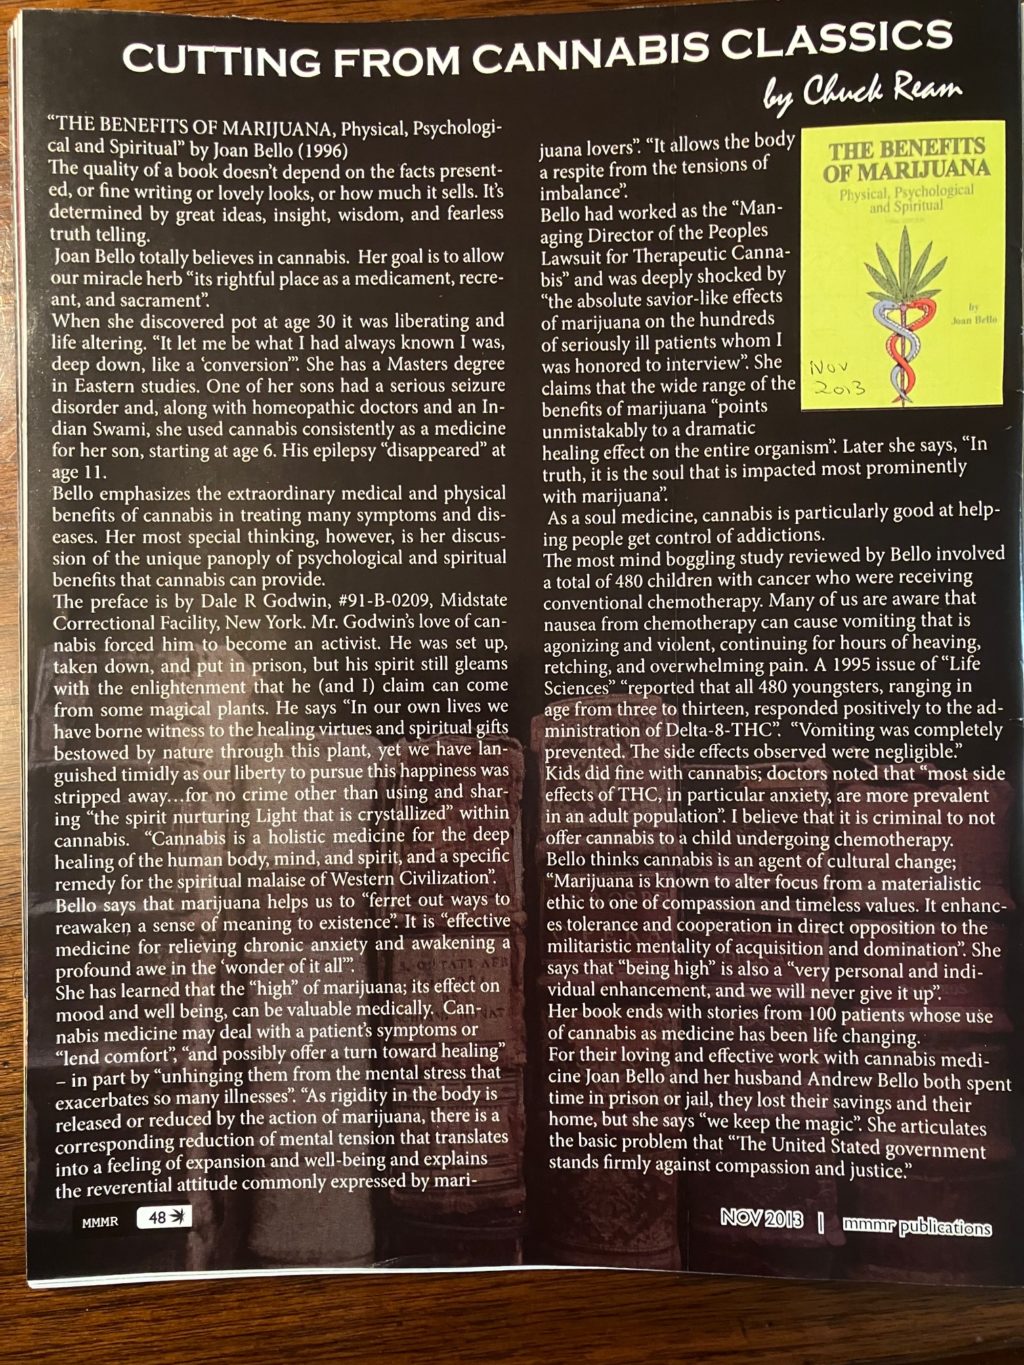 CUTTING FROM CANNABIS CLASSICS
by Chuck Ream
“THE BENEFITS OF MARIJUANA, Physical, Psychologi-
cal and Spiritual” by Joan Bello (1996)
The quality of a book doesn’t depend on the facts present-
ed, or fine writing or lovely looks, or how much it sells. It’s
determined by great ideas, insight, wisdom, and fearless
truth telling.
Joan Bello totally believes in cannabis. Her goal is to allow
our miracle herb “its rightful place as a medicament, recre-
ant, and sacrament”.
When she discovered pot at age 30 it was liberating and
life altering. “It let me be what I had always known I was,
deep down, like a ‘conversion’”. She has a Masters degree
in Eastern studies. One of her sons had a serious seizure
disorder and, along with homeopathic doctors and an In-
dian Swami, she used cannabis consistently as a medicine
for her son, starting at age 6. His epilepsy “disappeared” at
age 11.
Bello emphasizes the extraordinary medical and physical
benefits of cannabis in treating many symptoms and dis-
eases. Her most special thinking, however, is her discus-
sion of the unique panoply of psychological and spiritual
benefits that cannabis can provide.
The preface is by Dale R Godwin, #91-B-0209, Midstate
Correctional Facility, New York. Mr. Godwin’s love of can-
nabis forced him to become an activist. He was set up,
taken down, and put in prison, but his spirit still gleams
with the enlightenment that he (and I) claim can come
from some magical plants. He says “In our own lives we
have borne witness to the healing virtues and spiritual gifts
bestowed by nature through this plant, yet we have lan-
guished timidly as our liberty to pursue this happiness was
stripped away…for no crime other than using and shar-
ing “the spirit nurturing Light that is crystallized” within
cannabis. “Cannabis is a holistic medicine for the deep
healing of the human body, mind, and spirit, and a specific
remedy for the spiritual malaise of Western Civilization”.
Bello says that marijuana helps us to “ferret out ways to
reawaken a sense of meaning to existence”. It is “effective
medicine for relieving chronic anxiety and awakening a
profound awe in the ‘wonder of it all’”.
She has learned that the “high” of marijuana; its effect on
mood and well being, can be valuable medically. Can-
nabis medicine may deal with a patient’s symptoms or
“lend comfort”, “and possibly offer a turn toward healing”
– in part by “unhinging them from the mental stress that
exacerbates so many illnesses”. “As rigidity in the body is
released or reduced by the action of marijuana, there is a
corresponding reduction of mental tension that translates
into a feeling of expansion and well-being and explains
the reverential attitude commonly expressed by mari-
juana lovers”. “It allows the body
a respite from the tensions of
imbalance”.
Bello had worked as the “Man-
aging Director of the Peoples
Lawsuit for Therapeutic Canna-
bis” and was deeply shocked by
“the absolute savior-like effects
of marijuana on the hundreds
of seriously ill patients whom I
was honored to interview”. She
claims that the wide range of the
benefits of marijuana “points
unmistakably to a dramatic
healing effect on the entire organism”. Later she says, “In
truth, it is the soul that is impacted most prominently
with marijuana”.
As a soul medicine, cannabis is particularly good at help-
ing people get control of addictions.
The most mind boggling study reviewed by Bello involved
a total of 480 children with cancer who were receiving
conventional chemotherapy. Many of us are aware that
nausea from chemotherapy can cause vomiting that is
agonizing and violent, continuing for hours of heaving,
retching, and overwhelming pain. A 1995 issue of “Life
Sciences” “reported that all 480 youngsters, ranging in
age from three to thirteen, responded positively to the ad-
ministration of Delta-8-THC”. “Vomiting was completely
prevented. The side effects observed were negligible.”
Kids did fine with cannabis; doctors noted that “most side
effects of THC, in particular anxiety, are more prevalent
in an adult population”. I believe that it is criminal to not
offer cannabis to a child undergoing chemotherapy.
Bello thinks cannabis is an agent of cultural change;
“Marijuana is known to alter focus from a materialistic
ethic to one of compassion and timeless values. It enhanc-
es tolerance and cooperation in direct opposition to the
militaristic mentality of acquisition and domination”. She
says that “being high” is also a “very personal and indi-
vidual enhancement, and we will never give it up”.
Her book ends with stories from 100 patients whose use
of cannabis as medicine has been life changing.
For their loving and effective work with cannabis medi-
cine Joan Bello and her husband Andrew Bello both spent
time in prison or jail, they lost their savings and their
home, but she says “we keep the magic”. She articulates
the basic problem that “The United Stated government
stands firmly against compassion and justice.”
THE BENEFITS
OF MARIJUANA
Physical, Psychological
and Spiritual
by
Joan Bello
Nov
2013
MMMR 48
NOV 2013 | mmmr publications